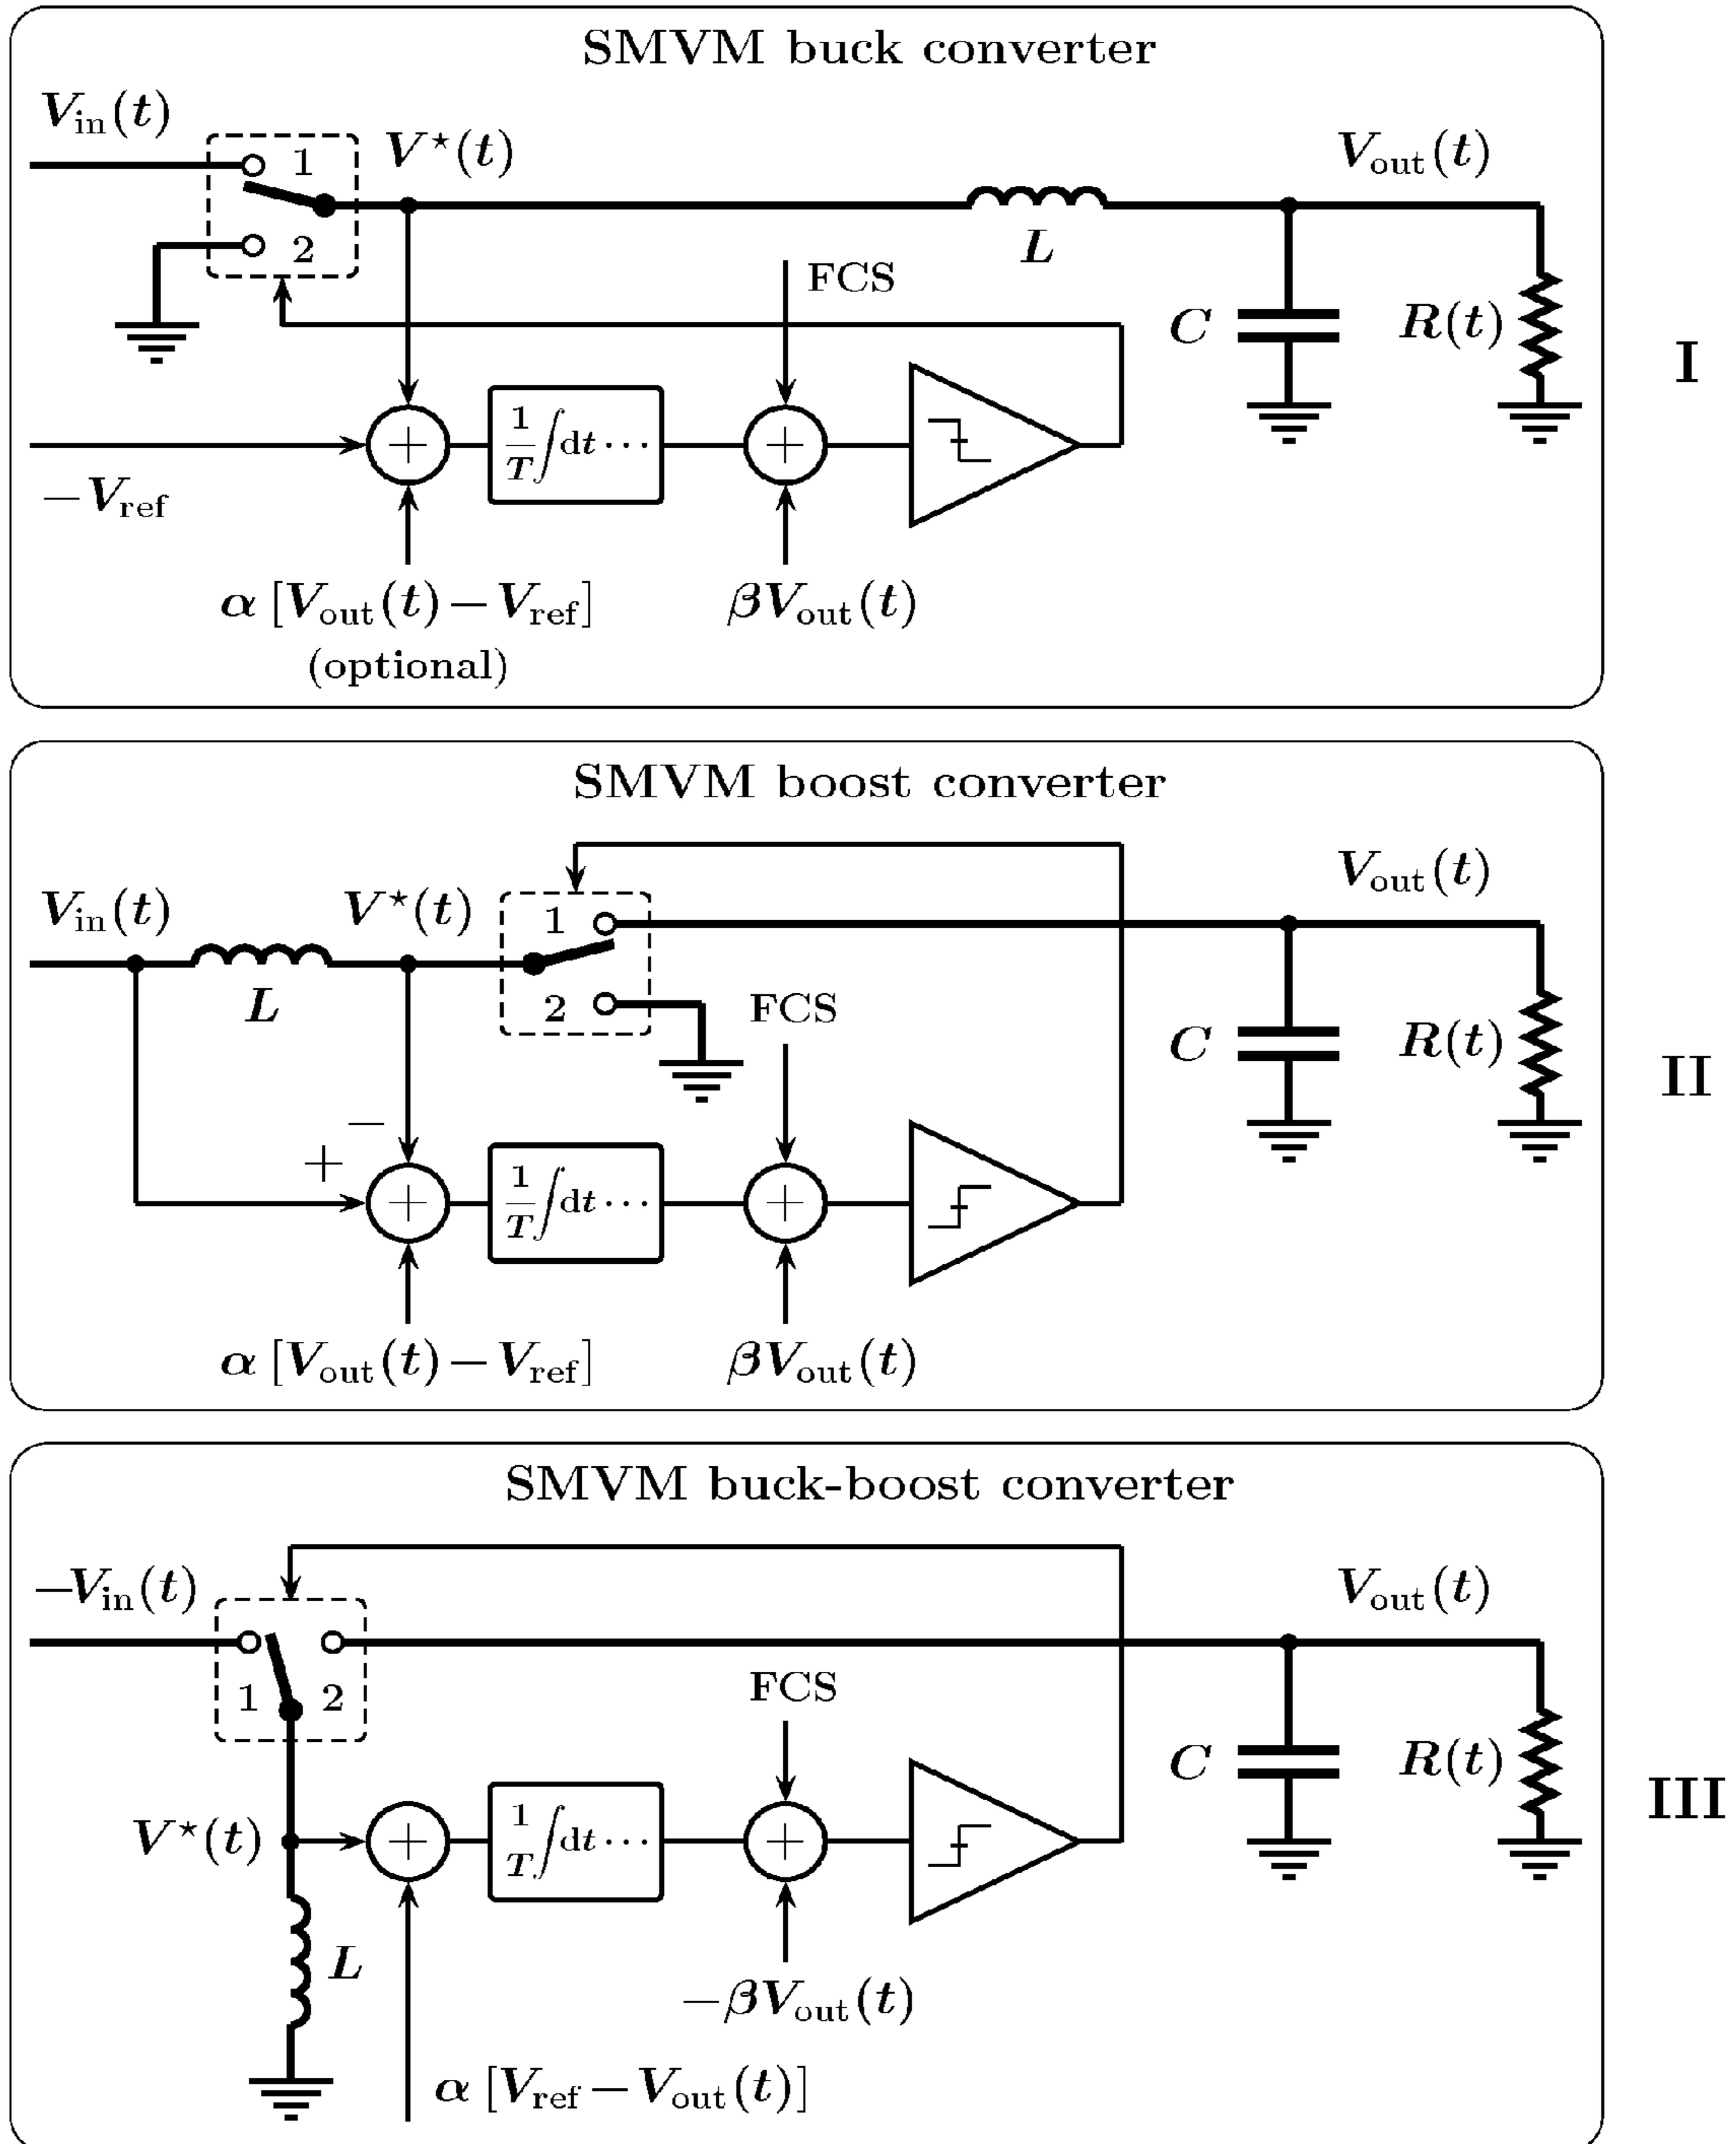 SMVM buck converter
V_in(t)
1
V⋆(t)
V_out(t)
2
L
FCS
C
R(t)
I
1/T ∫dt ···
+
+
−V_ref
α [V_out(t) − V_ref]
βV_out(t)
(optional)
SMVM boost converter
V_out(t)
V_in(t)
V⋆(t)
1
L
2
FCS
C
R(t)
II
−
+
+
1/T ∫dt ···
+
α [V_out(t) − V_ref]
βV_out(t)
SMVM buck-boost converter
−V_in(t)
V_out(t)
1
2
FCS
C
R(t)
III
V⋆(t)
+
1/T ∫dt ···
+
L
−βV_out(t)
α [V_ref − V_out(t)]